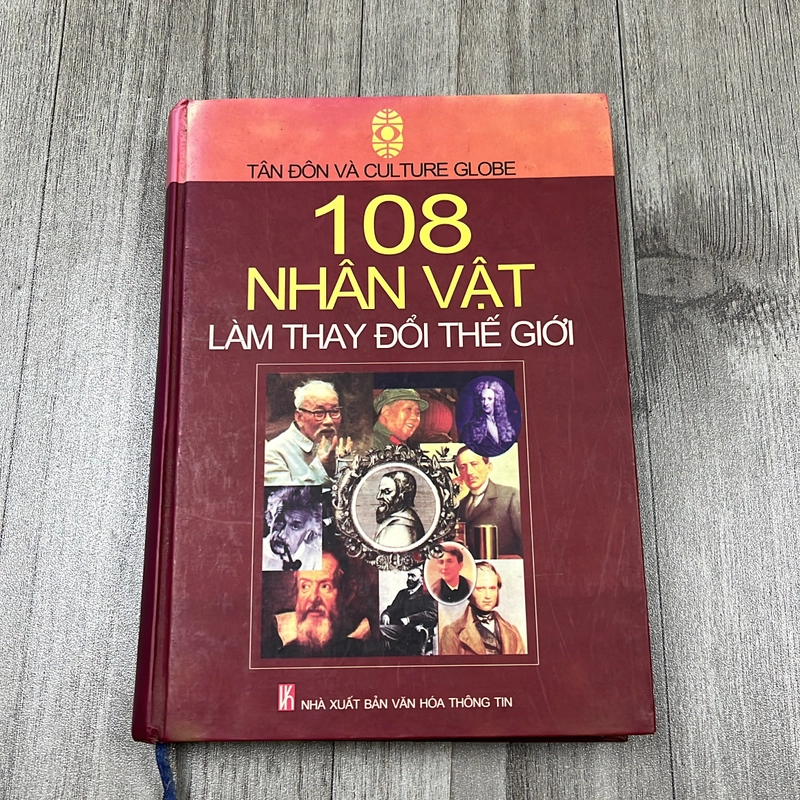 TÂN ĐÔN VÀ CULTURE GLOBE
108
NHÂN VẬT
LÀM THAY ĐỔI THẾ GIỚI
NHÀ XUẤT BẢN VĂN HÓA THÔNG TIN